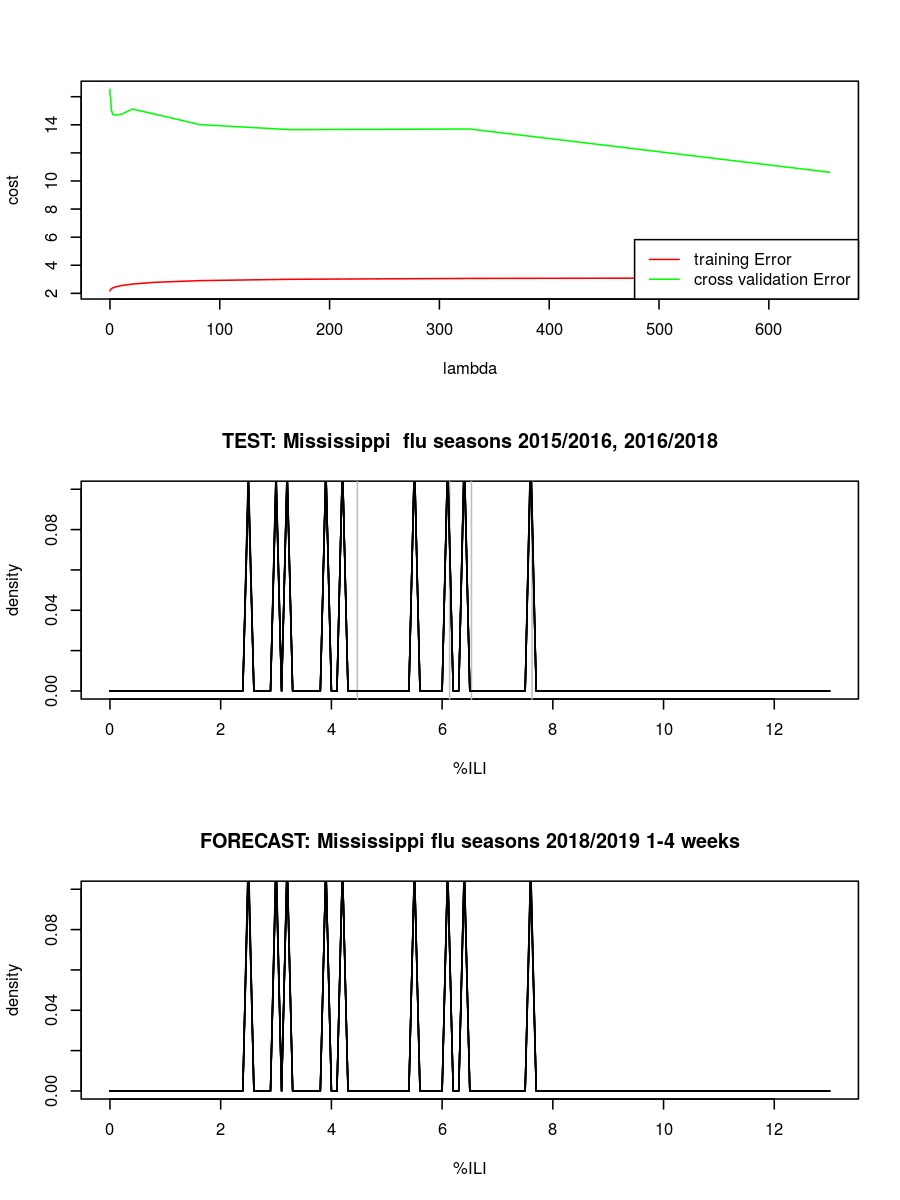 14
10
8
6
4
2
cost
training Error
cross validation Error
0 100 200 300 400 500 600
lambda
TEST: Mississippi  flu seasons 2015/2016, 2016/2018
0.08
0.04
0.00
density
0 2 4 6 8 10 12
%ILI
FORECAST: Mississippi flu seasons 2018/2019 1-4 weeks
0.08
0.04
0.00
density
0 2 4 6 8 10 12
%ILI